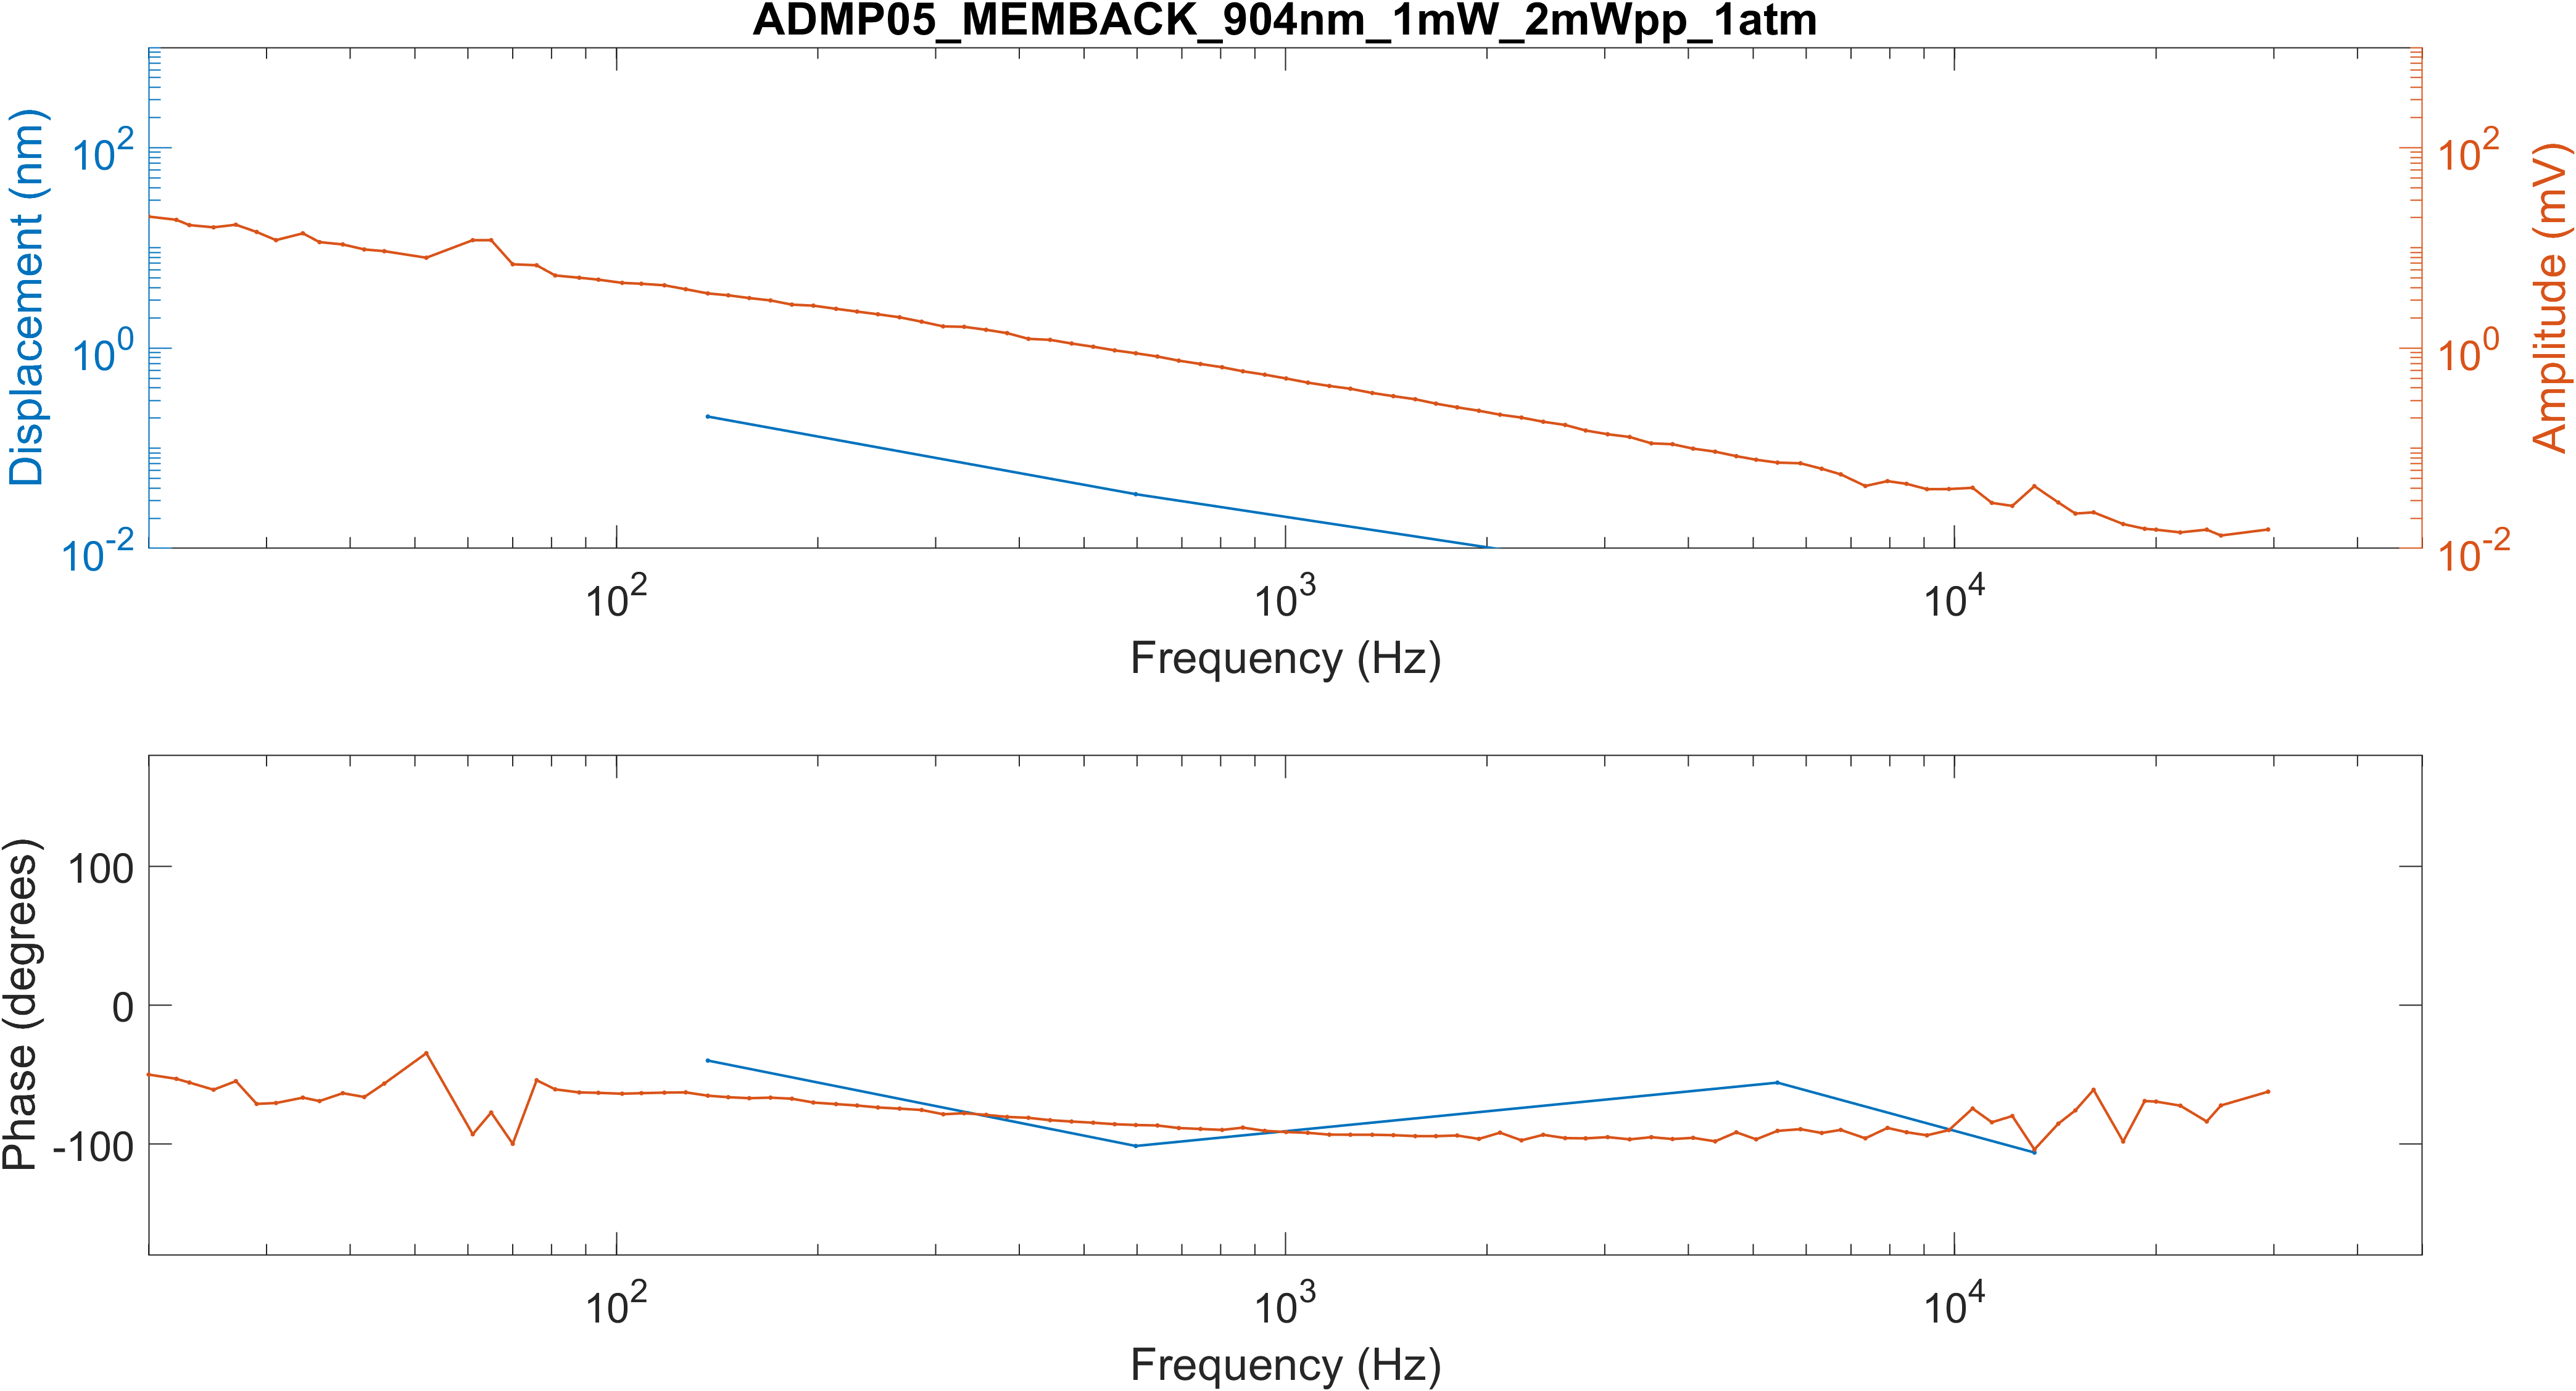 ADMP05_MEMBACK_904nm_1mW_2mWpp_1atm
Displacement (nm)
10^2
10^0
10^-2
Amplitude (mV)
10^2
10^0
10^-2
10^2
10^3
10^4
Frequency (Hz)
Phase (degrees)
100
0
-100
10^2
10^3
10^4
Frequency (Hz)